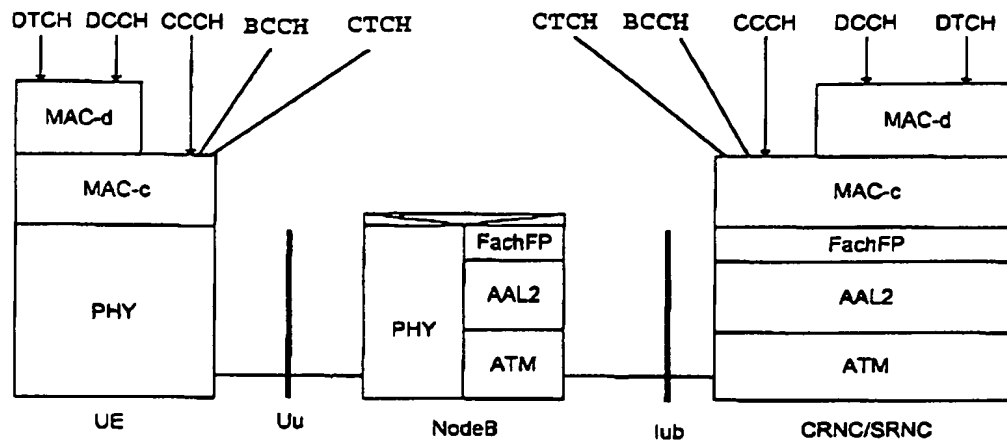 DTCH DCCH CCCH BCCH CTCH CTCH BCCH CCCH DCCH DTCH
MAC-d MAC-d
MAC-c MAC-c
FachFP FachFP
PHY PHY AAL2 AAL2
ATM ATM
UE Uu NodeB Iub CRNC/SRNC